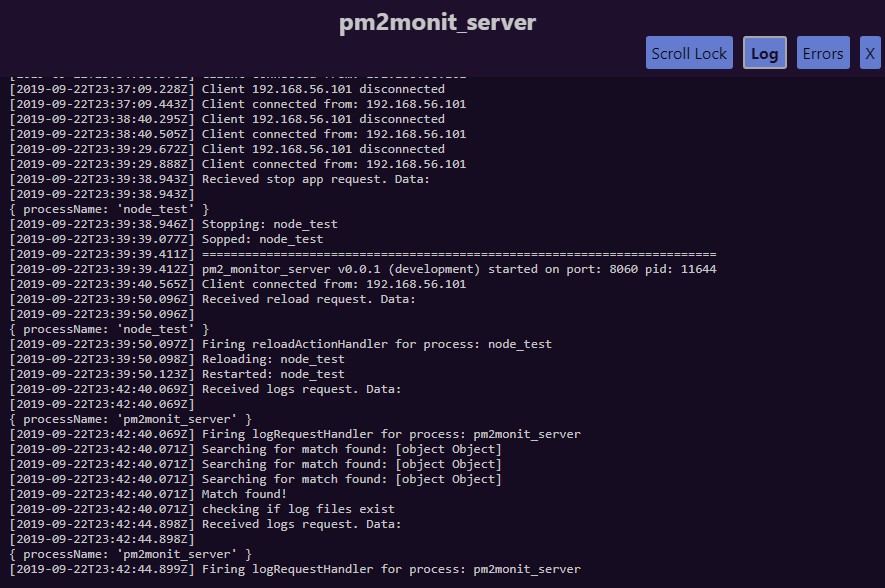 pm2monit_server
Scroll Lock Log Errors X
[2019-09-22T23:37:09.228Z] Client 192.168.56.101 disconnected
[2019-09-22T23:37:09.443Z] Client connected from: 192.168.56.101
[2019-09-22T23:38:40.295Z] Client 192.168.56.101 disconnected
[2019-09-22T23:38:40.505Z] Client connected from: 192.168.56.101
[2019-09-22T23:39:29.672Z] Client 192.168.56.101 disconnected
[2019-09-22T23:39:29.888Z] Client connected from: 192.168.56.101
[2019-09-22T23:39:38.943Z] Recieved stop app request. Data:
[2019-09-22T23:39:38.943Z]
{ processName: 'node_test' }
[2019-09-22T23:39:38.946Z] Stopping: node_test
[2019-09-22T23:39:39.077Z] Sopped: node_test
[2019-09-22T23:39:39.411Z] ========================================================================
[2019-09-22T23:39:39.412Z] pm2_monitor_server v0.0.1 (development) started on port: 8060 pid: 11644
[2019-09-22T23:39:40.565Z] Client connected from: 192.168.56.101
[2019-09-22T23:39:50.096Z] Received reload request. Data:
[2019-09-22T23:39:50.096Z]
{ processName: 'node_test' }
[2019-09-22T23:39:50.097Z] Firing reloadActionHandler for process: node_test
[2019-09-22T23:39:50.098Z] Reloading: node_test
[2019-09-22T23:39:50.123Z] Restarted: node_test
[2019-09-22T23:42:40.069Z] Received logs request. Data:
[2019-09-22T23:42:40.069Z]
{ processName: 'pm2monit_server' }
[2019-09-22T23:42:40.069Z] Firing logRequestHandler for process: pm2monit_server
[2019-09-22T23:42:40.071Z] Searching for match found: [object Object]
[2019-09-22T23:42:40.071Z] Searching for match found: [object Object]
[2019-09-22T23:42:40.071Z] Searching for match found: [object Object]
[2019-09-22T23:42:40.071Z] Match found!
[2019-09-22T23:42:40.071Z] checking if log files exist
[2019-09-22T23:42:44.898Z] Received logs request. Data:
[2019-09-22T23:42:44.898Z]
{ processName: 'pm2monit_server' }
[2019-09-22T23:42:44.899Z] Firing logRequestHandler for process: pm2monit_server